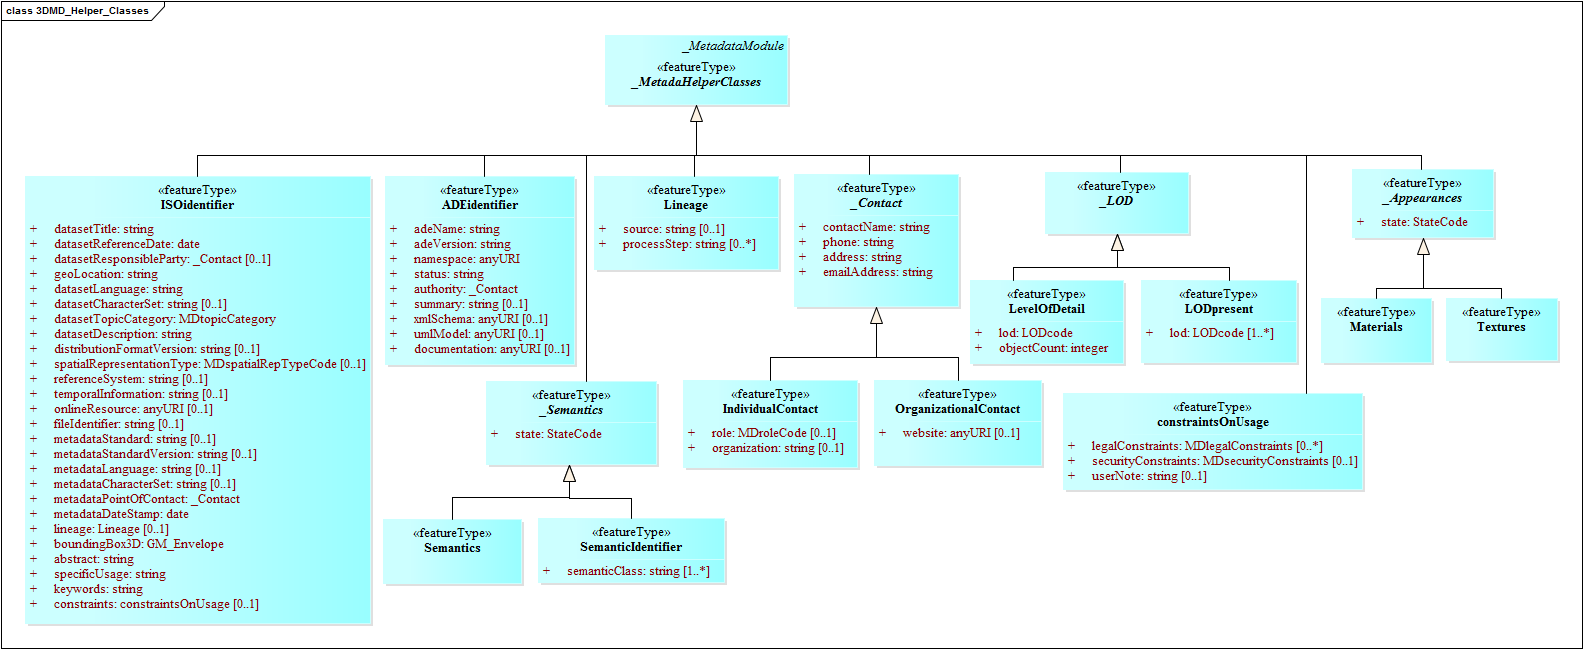 class 3DMD_Helper_Classes
_MetadataModule
«featureType»
_MetadaHelperClasses
«featureType»
ISOidentifier
+ datasetTitle: string
+ datasetReferenceDate: date
+ datasetResponsibleParty: _Contact [0..1]
+ geoLocation: string
+ datasetLanguage: string
+ datasetCharacterSet: string [0..1]
+ datasetTopicCategory: MDtopicCategory
+ datasetDescription: string
+ distributionFormatVersion: string [0..1]
+ spatialRepresentationType: MDspatialRepTypeCode [0..1]
+ referenceSystem: string [0..1]
+ temporalInformation: string [0..1]
+ onlineResource: anyURI [0..1]
+ fileIdentifier: string [0..1]
+ metadataStandard: string [0..1]
+ metadataStandardVersion: string [0..1]
+ metadataLanguage: string [0..1]
+ metadataCharacterSet: string [0..1]
+ metadataPointOfContact: _Contact
+ metadataDateStamp: date
+ lineage: Lineage [0..1]
+ boundingBox3D: GM_Envelope
+ abstract: string
+ specificUsage: string
+ keywords: string
+ constraints: constraintsOnUsage [0..1]
«featureType»
ADEidentifier
+ adeName: string
+ adeVersion: string
+ namespace: anyURI
+ status: string
+ authority: _Contact
+ summary: string [0..1]
+ xmlSchema: anyURI [0..1]
+ umlModel: anyURI [0..1]
+ documentation: anyURI [0..1]
«featureType»
Lineage
+ source: string [0..1]
+ processStep: string [0..*]
«featureType»
_Contact
+ contactName: string
+ phone: string
+ address: string
+ emailAddress: string
«featureType»
_LOD
«featureType»
_Appearances
+ state: StateCode
«featureType»
LevelOfDetail
+ lod: LODcode
+ objectCount: integer
«featureType»
LODpresent
+ lod: LODcode [1..*]
«featureType»
Materials
«featureType»
Textures
«featureType»
_Semantics
+ state: StateCode
«featureType»
IndividualContact
+ role: MDroleCode [0..1]
+ organization: string [0..1]
«featureType»
OrganizationalContact
+ website: anyURI [0..1]
«featureType»
constraintsOnUsage
+ legalConstraints: MDlegalConstraints [0..*]
+ securityConstraints: MDsecurityConstraints [0..1]
+ userNote: string [0..1]
«featureType»
Semantics
«featureType»
SemanticIdentifier
+ semanticClass: string [1..*]